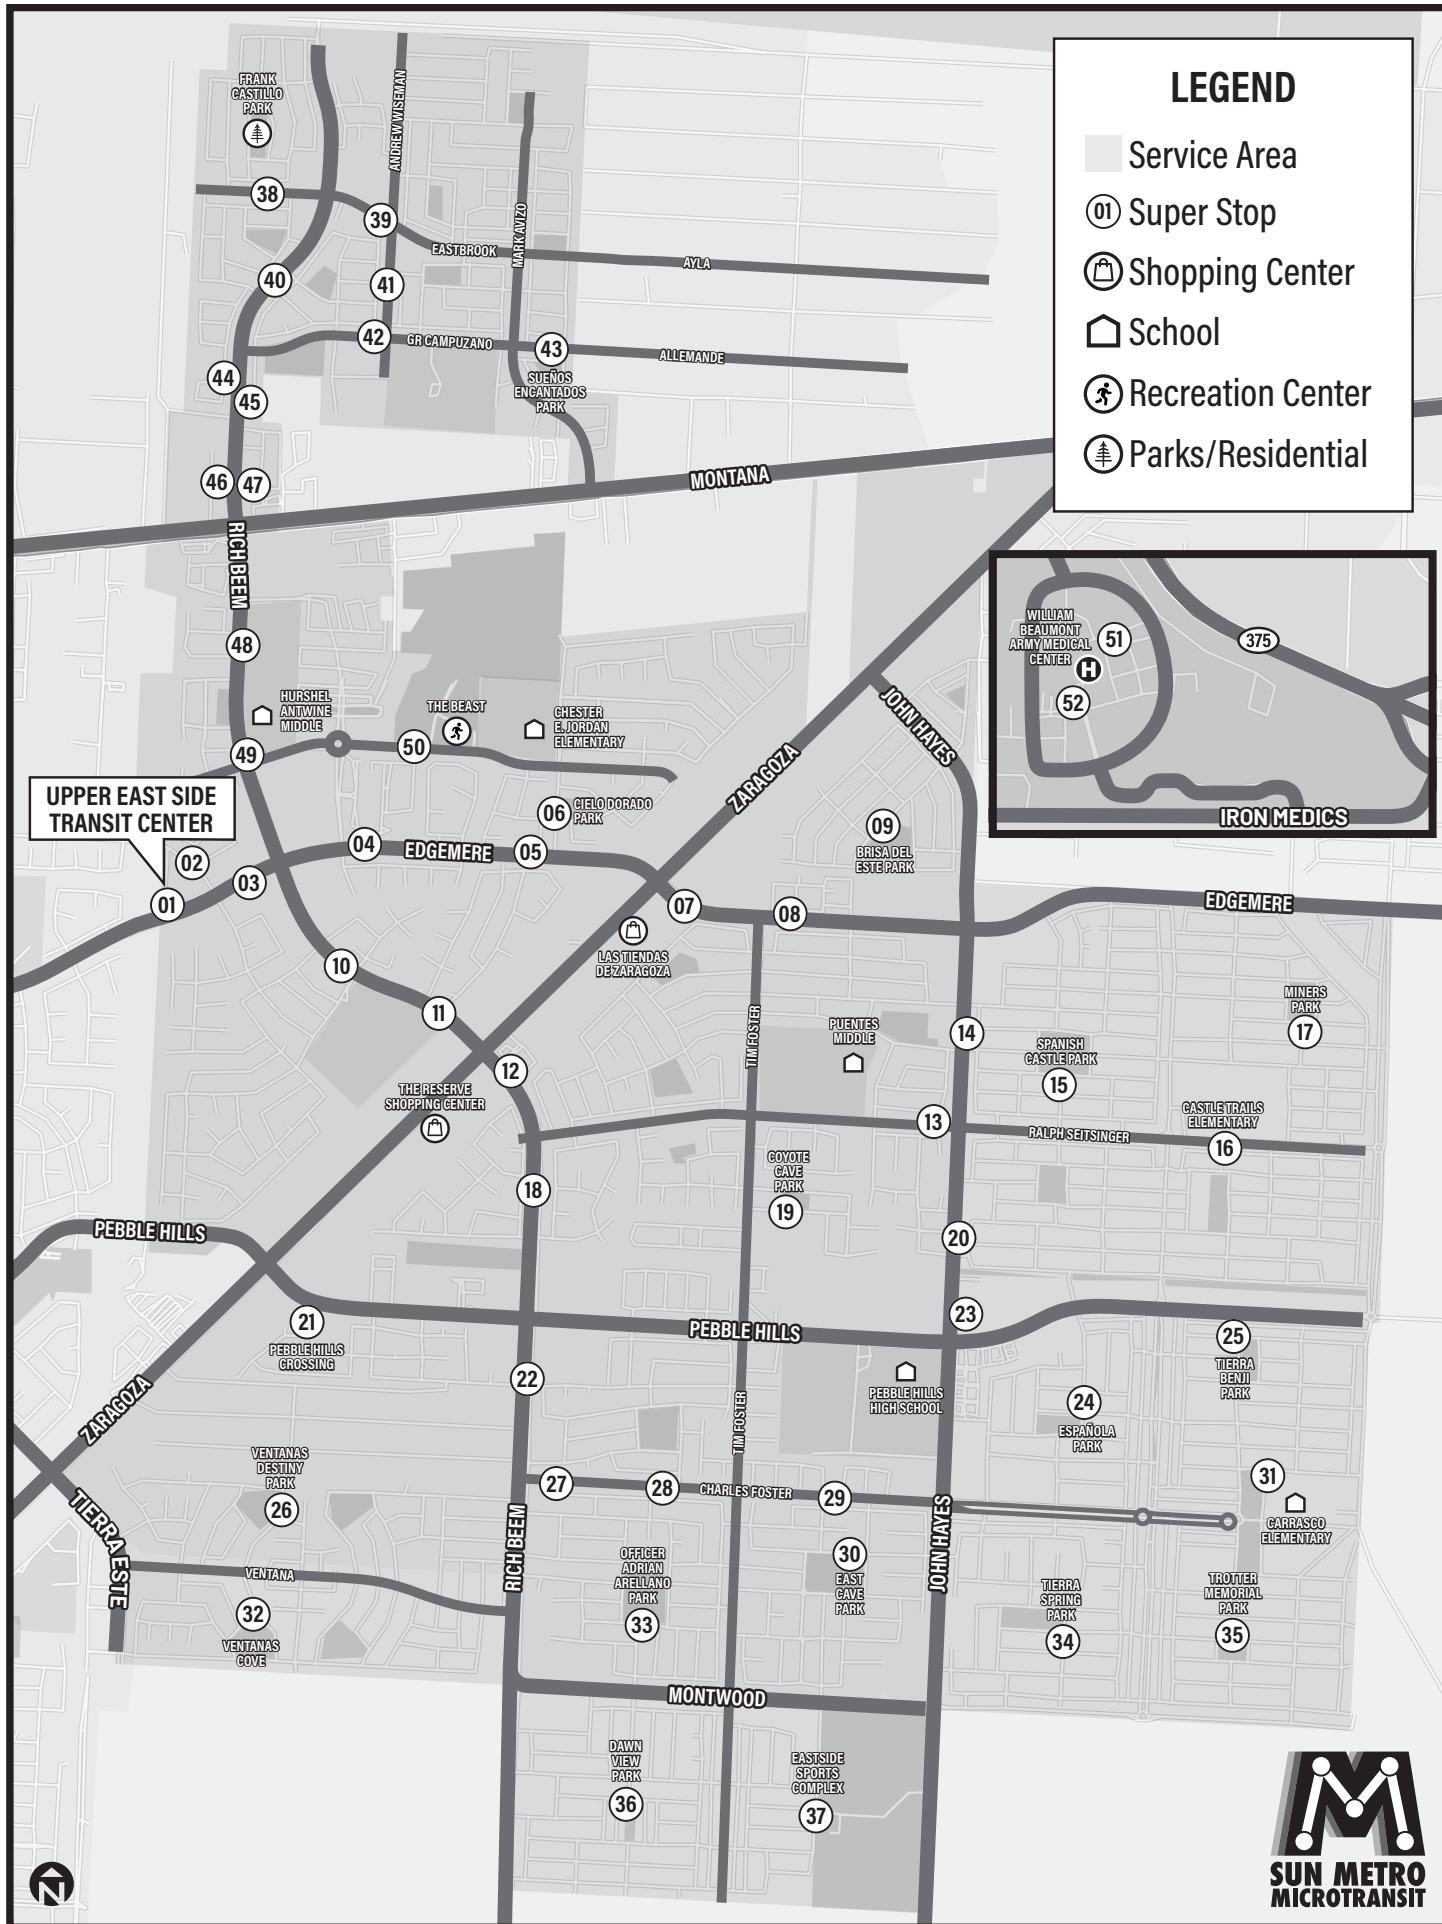 LEGEND
Service Area
01 Super Stop
Shopping Center
School
Recreation Center
Parks/Residential
FRANK
CASTILLO
PARK
ANDREW WISEMAN
MARK AVIZO
38
39
EASTBROOK
AYLA
40
41
42
GR CAMPUZANO
43
ALLEMANDE
SUEÑOS
ENCANTADOS
PARK
44
45
46
47
MONTANA
RICH BEEM
48
HURSHEL
ANTWINE
MIDDLE
THE BEAST
CHESTER
E. JORDAN
ELEMENTARY
49
50
06
CIELO DORADO
PARK
ZARAGOZA
JOHN HAYES
WILLIAM
BEAUMONT
ARMY MEDICAL
CENTER
H
51
52
375
IRON MEDICS
UPPER EAST SIDE
TRANSIT CENTER
01
02
03
04
EDGEMERE
05
07
08
09
BRISA DEL
ESTE PARK
EDGEMERE
LAS TIENDAS
DE ZARAGOZA
10
11
12
THE RESERVE
SHOPPING CENTER
TIM FOSTER
PUENTES
MIDDLE
14
SPANISH
CASTLE PARK
15
MINERS
PARK
17
13
RALPH SEITSINGER
CASTLE TRAILS
ELEMENTARY
16
18
COYOTE
CAVE
PARK
19
20
PEBBLE HILLS
21
PEBBLE HILLS
CROSSING
PEBBLE HILLS
23
25
TIERRA
BENJI
PARK
22
PEBBLE HILLS
HIGH SCHOOL
24
ESPAÑOLA
PARK
ZARAGOZA
TIM FOSTER
VENTANAS
DESTINY
PARK
26
27
28
CHARLES FOSTER
29
31
CARRASCO
ELEMENTARY
TIERRA ESTE
RICH BEEM
JOHN HAYES
VENTANA
30
EAST
CAVE
PARK
OFFICER
ADRIAN
ARELLANO
PARK
33
32
VENTANAS
COVE
TIERRA
SPRING
PARK
34
TROTTER
MEMORIAL
PARK
35
MONTWOOD
DAWN
VIEW
PARK
36
EASTSIDE
SPORTS
COMPLEX
37
N
M
SUN METRO
MICROTRANSIT